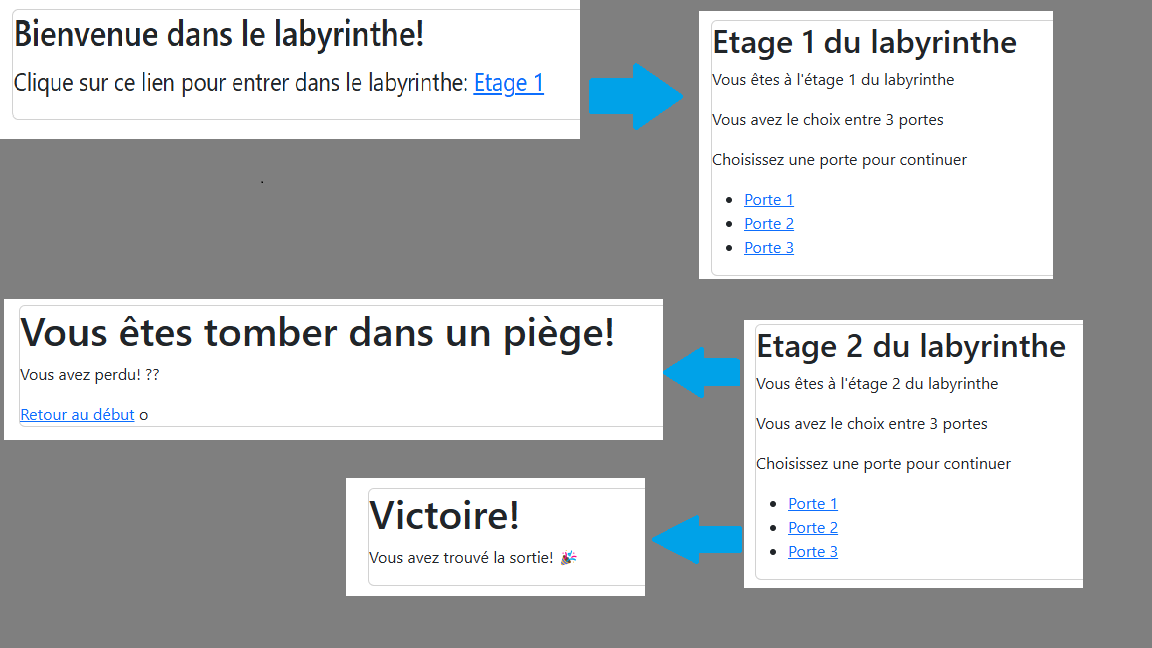 Bienvenue dans le labyrinthe!
Clique sur ce lien pour entrer dans le labyrinthe: Etage 1
Etage 1 du labyrinthe
Vous êtes à l'étage 1 du labyrinthe
Vous avez le choix entre 3 portes
Choisissez une porte pour continuer
Porte 1
Porte 2
Porte 3
Vous êtes tomber dans un piège!
Vous avez perdu! ??
Retour au début o
Etage 2 du labyrinthe
Vous êtes à l'étage 2 du labyrinthe
Vous avez le choix entre 3 portes
Choisissez une porte pour continuer
Porte 1
Porte 2
Porte 3
Victoire!
Vous avez trouvé la sortie! 🎉